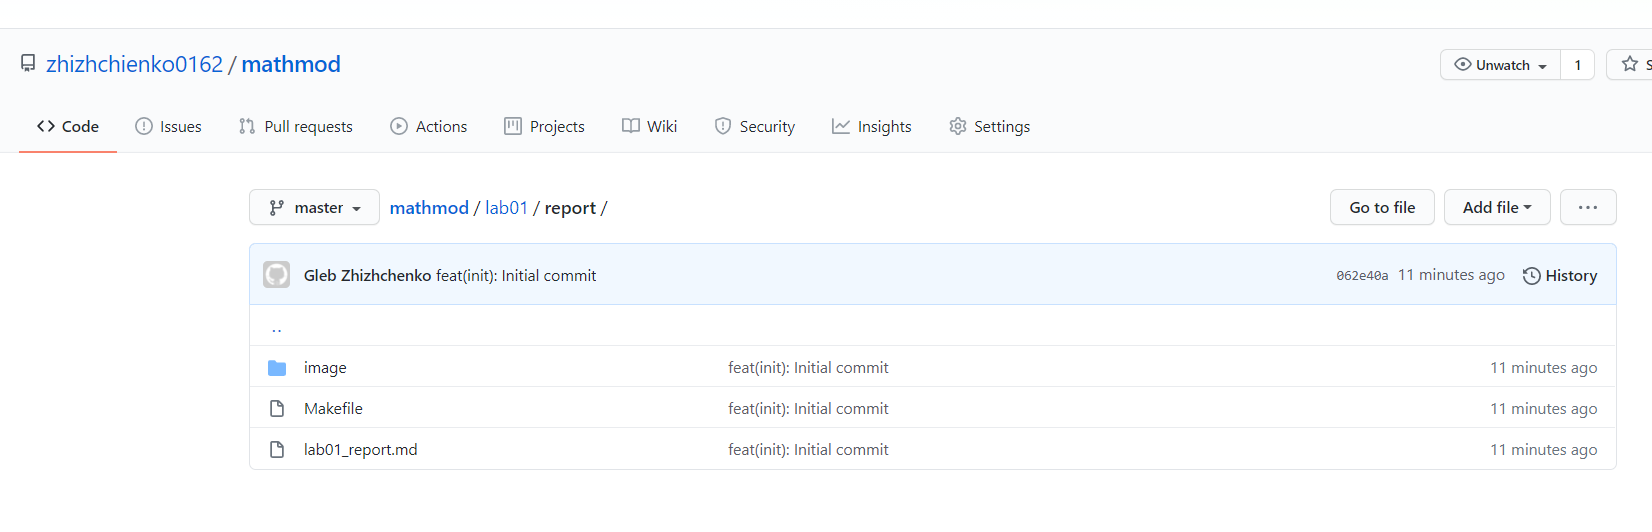 zhizhchienko0162 / mathmod
Unwatch 1 S
Code Issues Pull requests Actions Projects Wiki Security Insights Settings
master mathmod / lab01 / report / Go to file Add file ...
Gleb Zhizhchenko feat(init): Initial commit 062e40a 11 minutes ago History
..
image feat(init): Initial commit 11 minutes ago
Makefile feat(init): Initial commit 11 minutes ago
lab01_report.md feat(init): Initial commit 11 minutes ago